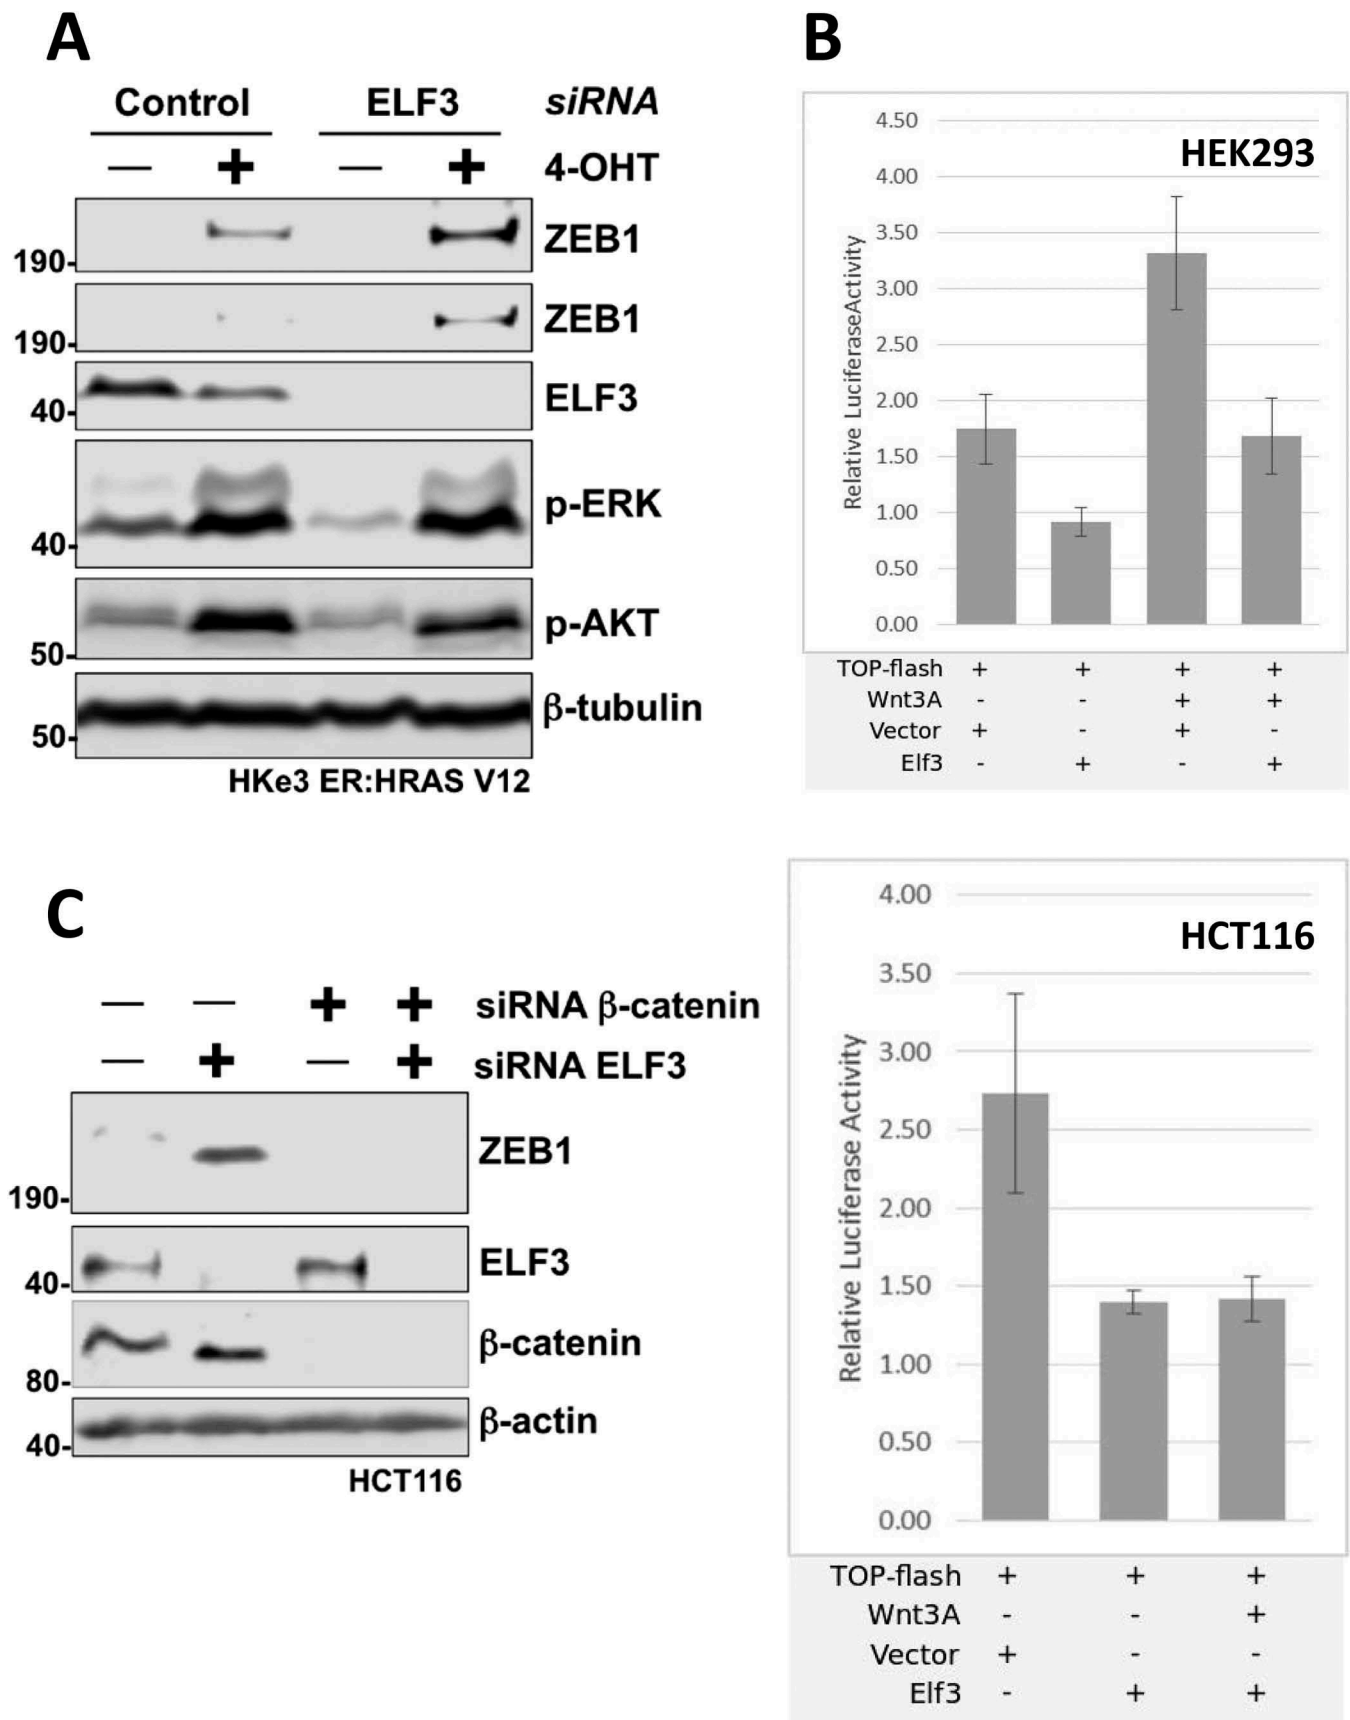 A
Control ELF3 siRNA
— + — + 4-OHT
190- ZEB1
190- ZEB1
40- ELF3
40- p-ERK
50- p-AKT
50- β-tubulin
HKe3 ER:HRAS V12
B
HEK293
Relative LuciferaseActivity
4.50
4.00
3.50
3.00
2.50
2.00
1.50
1.00
0.50
0.00
TOP-flash + + + +
Wnt3A - - + +
Vector + - + -
Elf3 - + - +
C
— — + + siRNA β-catenin
— + — + siRNA ELF3
190- ZEB1
40- ELF3
80- β-catenin
40- β-actin
HCT116
HCT116
Relative Luciferase Activity
4.00
3.50
3.00
2.50
2.00
1.50
1.00
0.50
0.00
TOP-flash + + +
Wnt3A - - +
Vector + - -
Elf3 - + +